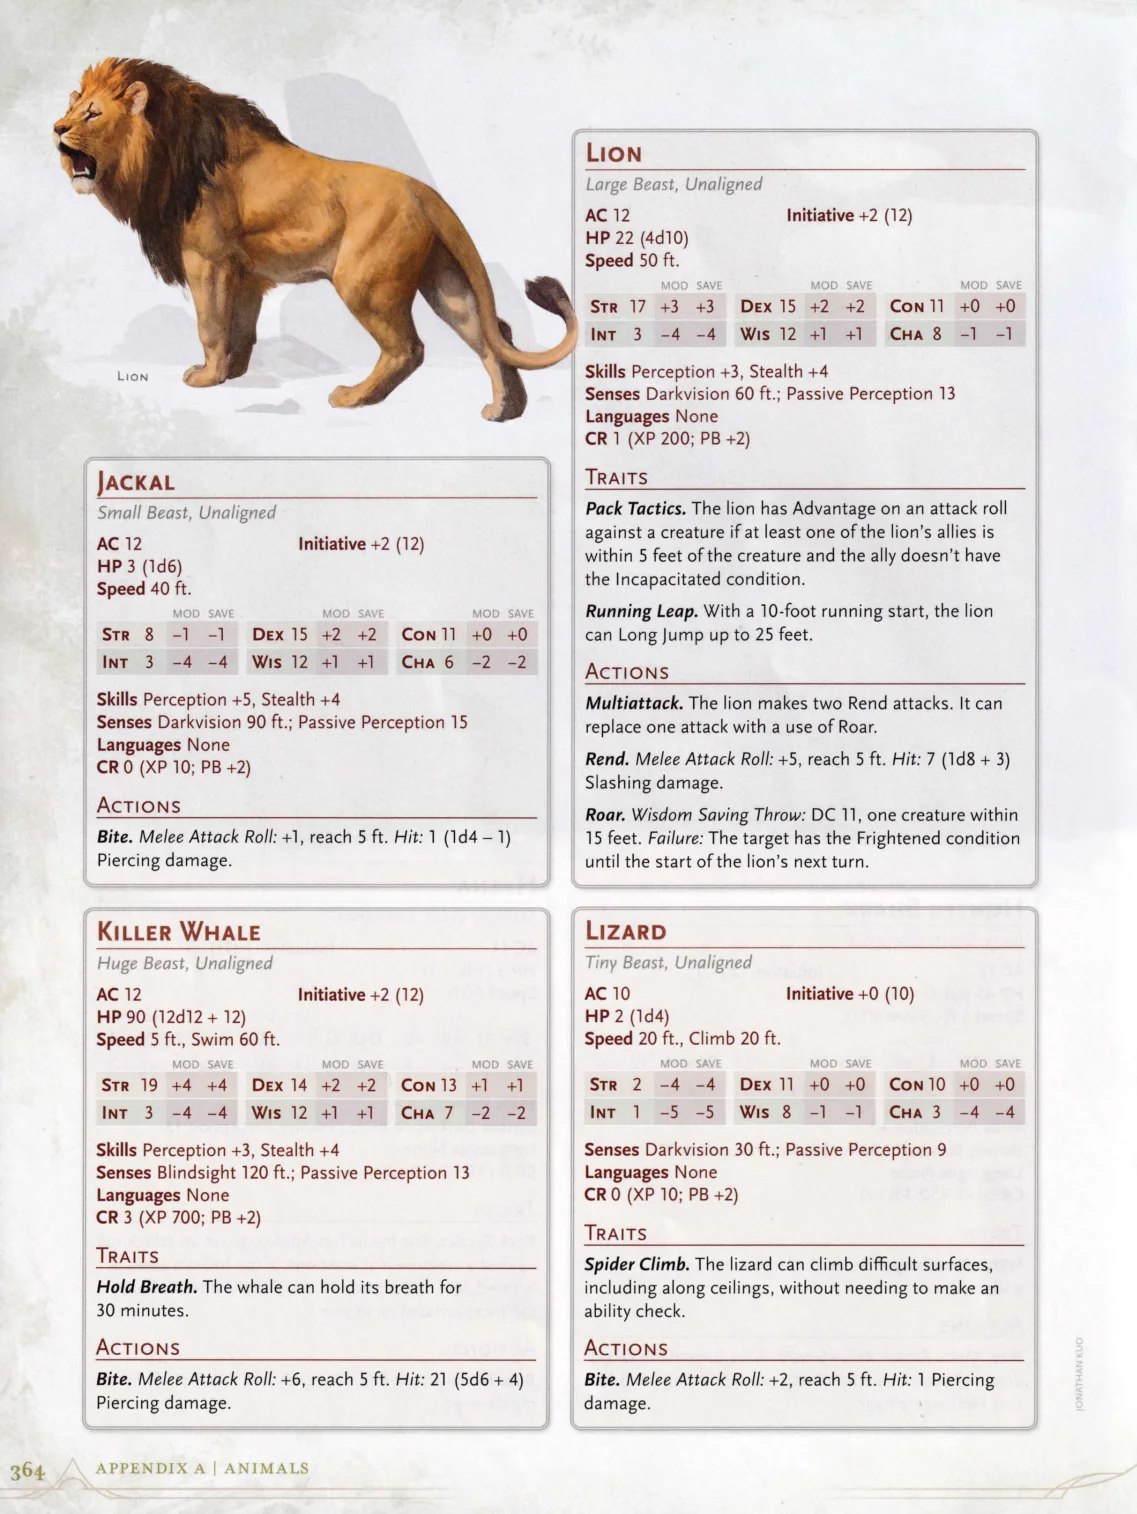 LION
JACKAL
Small Beast, Unaligned
AC 12 Initiative +2 (12)
HP 3 (1d6)
Speed 40 ft.
MOD SAVE MOD SAVE MOD SAVE
STR 8 −1 −1 DEX 15 +2 +2 CON 11 +0 +0
INT 3 −4 −4 WIS 12 +1 +1 CHA 6 −2 −2
Skills Perception +5, Stealth +4
Senses Darkvision 90 ft.; Passive Perception 15
Languages None
CR 0 (XP 10; PB +2)
ACTIONS
Bite. Melee Attack Roll: +1, reach 5 ft. Hit: 1 (1d4 – 1)
Piercing damage.
KILLER WHALE
Huge Beast, Unaligned
AC 12 Initiative +2 (12)
HP 90 (12d12 + 12)
Speed 5 ft., Swim 60 ft.
MOD SAVE MOD SAVE MOD SAVE
STR 19 +4 +4 DEX 14 +2 +2 CON 13 +1 +1
INT 3 −4 −4 WIS 12 +1 +1 CHA 7 −2 −2
Skills Perception +3, Stealth +4
Senses Blindsight 120 ft.; Passive Perception 13
Languages None
CR 3 (XP 700; PB +2)
TRAITS
Hold Breath. The whale can hold its breath for
30 minutes.
ACTIONS
Bite. Melee Attack Roll: +6, reach 5 ft. Hit: 21 (5d6 + 4)
Piercing damage.
LION
Large Beast, Unaligned
AC 12 Initiative +2 (12)
HP 22 (4d10)
Speed 50 ft.
MOD SAVE MOD SAVE MOD SAVE
STR 17 +3 +3 DEX 15 +2 +2 CON 11 +0 +0
INT 3 −4 −4 WIS 12 +1 +1 CHA 8 −1 −1
Skills Perception +3, Stealth +4
Senses Darkvision 60 ft.; Passive Perception 13
Languages None
CR 1 (XP 200; PB +2)
TRAITS
Pack Tactics. The lion has Advantage on an attack roll
against a creature if at least one of the lion's allies is
within 5 feet of the creature and the ally doesn't have
the Incapacitated condition.
Running Leap. With a 10-foot running start, the lion
can Long Jump up to 25 feet.
ACTIONS
Multiattack. The lion makes two Rend attacks. It can
replace one attack with a use of Roar.
Rend. Melee Attack Roll: +5, reach 5 ft. Hit: 7 (1d8 + 3)
Slashing damage.
Roar. Wisdom Saving Throw: DC 11, one creature within
15 feet. Failure: The target has the Frightened condition
until the start of the lion's next turn.
LIZARD
Tiny Beast, Unaligned
AC 10 Initiative +0 (10)
HP 2 (1d4)
Speed 20 ft., Climb 20 ft.
MOD SAVE MOD SAVE MOD SAVE
STR 2 −4 −4 DEX 11 +0 +0 CON 10 +0 +0
INT 1 −5 −5 WIS 8 −1 −1 CHA 3 −4 −4
Senses Darkvision 30 ft.; Passive Perception 9
Languages None
CR 0 (XP 10; PB +2)
TRAITS
Spider Climb. The lizard can climb difficult surfaces,
including along ceilings, without needing to make an
ability check.
ACTIONS
Bite. Melee Attack Roll: +2, reach 5 ft. Hit: 1 Piercing
damage.
JONATHAN KUO
364 APPENDIX A | ANIMALS